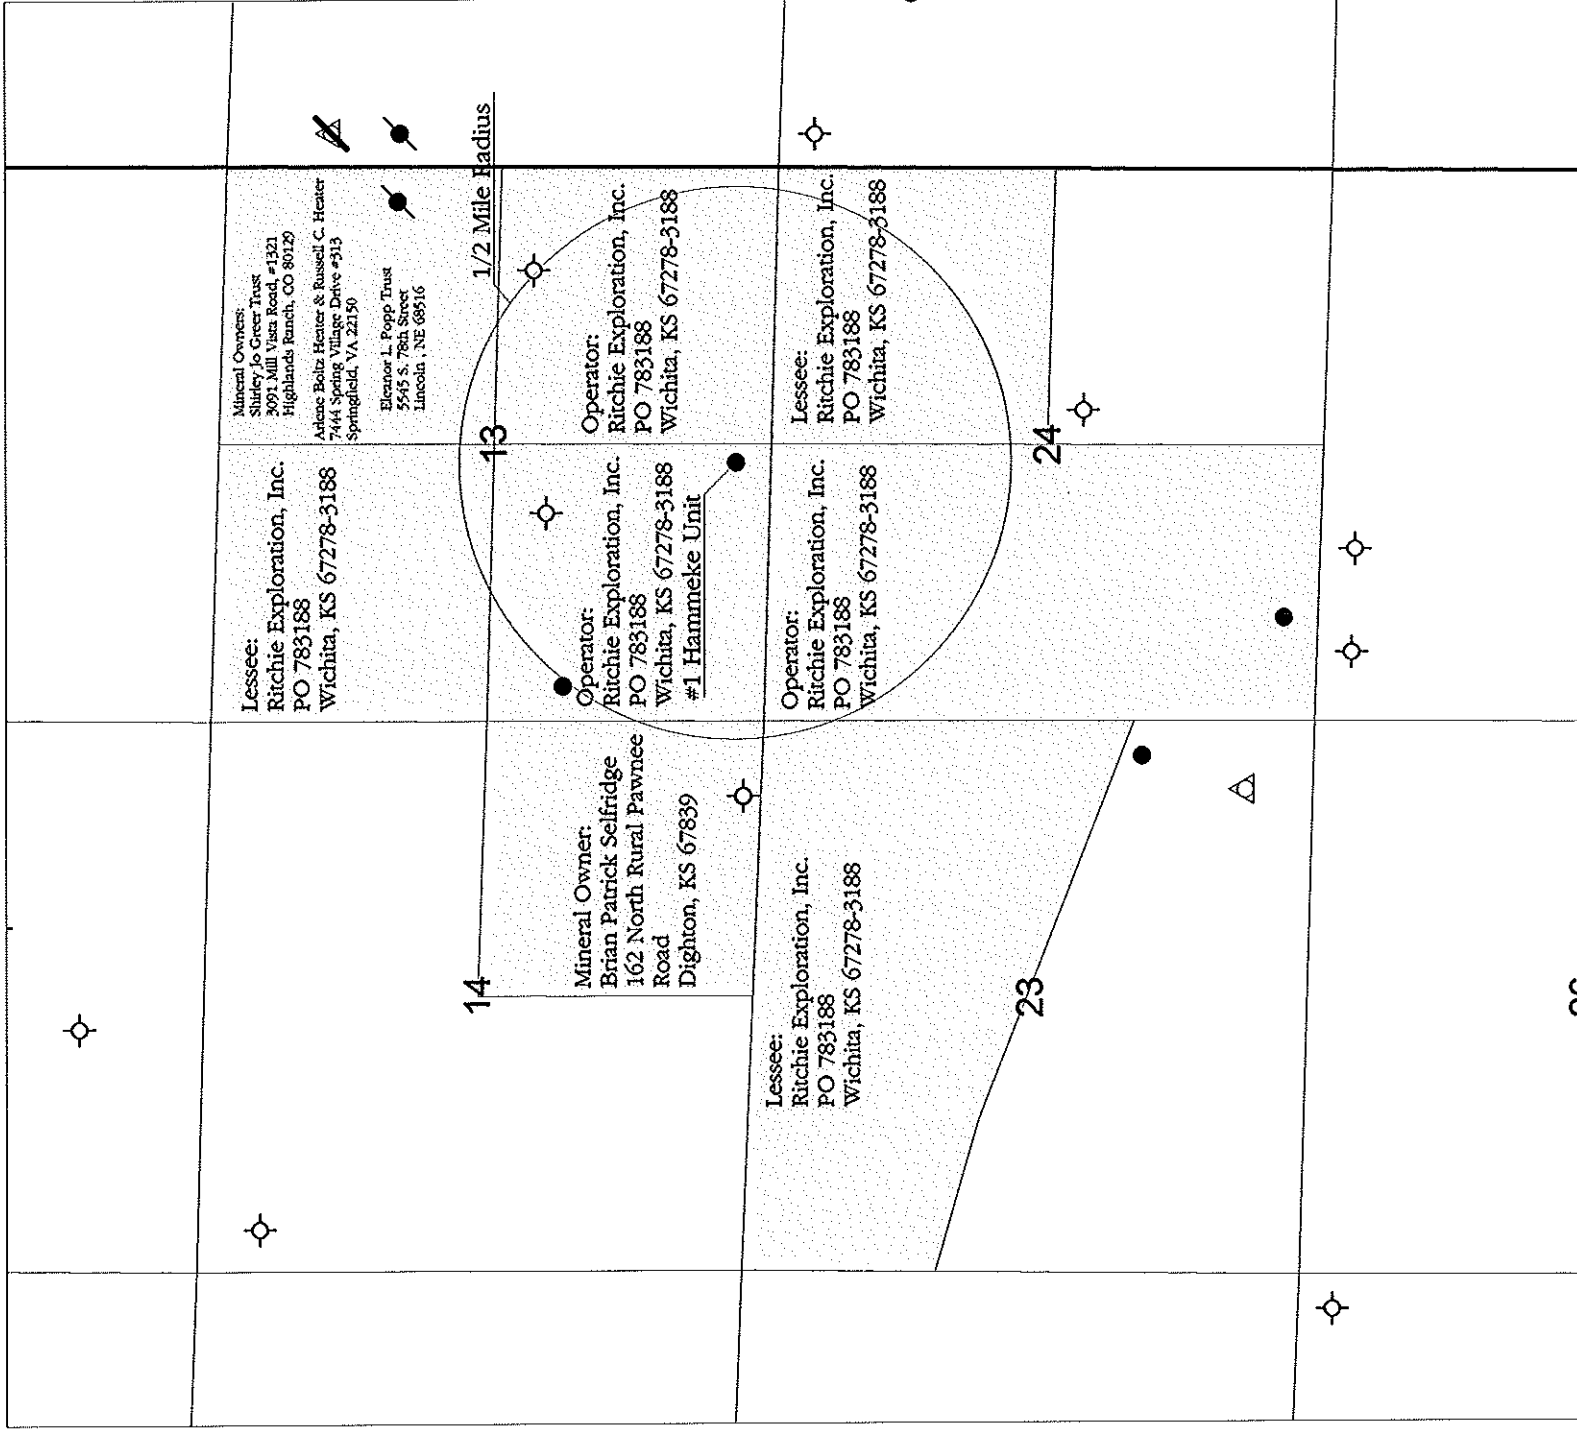 Mineral Owners:
Shirley Jo Greer Trust
3091 Mill Vista Road, #1321
Highlands Ranch, CO 80129
Arlene Boltz Heater & Russell C. Heater
7444 Spring Village Drive #313
Springfield, VA 22150
Eleanor L. Popp Trust
5545 S. 78th Street
Lincoln , NE 68516
1/2 Mile Radius
Lessee:
Ritchie Exploration, Inc.
PO 783188
Wichita, KS 67278-3188
13
Operator:
Ritchie Exploration, Inc.
PO 783188
Wichita, KS 67278-3188
Operator:
Ritchie Exploration, Inc.
PO 783188
Wichita, KS 67278-3188
#1 Hammeke Unit
Lessee:
Ritchie Exploration, Inc.
PO 783188
Wichita, KS 67278-3188
24
Operator:
Ritchie Exploration, Inc.
PO 783188
Wichita, KS 67278-3188
14
Mineral Owner:
Brian Patrick Selfridge
162 North Rural Pawnee
Road
Dighton, KS 67839
Lessee:
Ritchie Exploration, Inc.
PO 783188
Wichita, KS 67278-3188
23